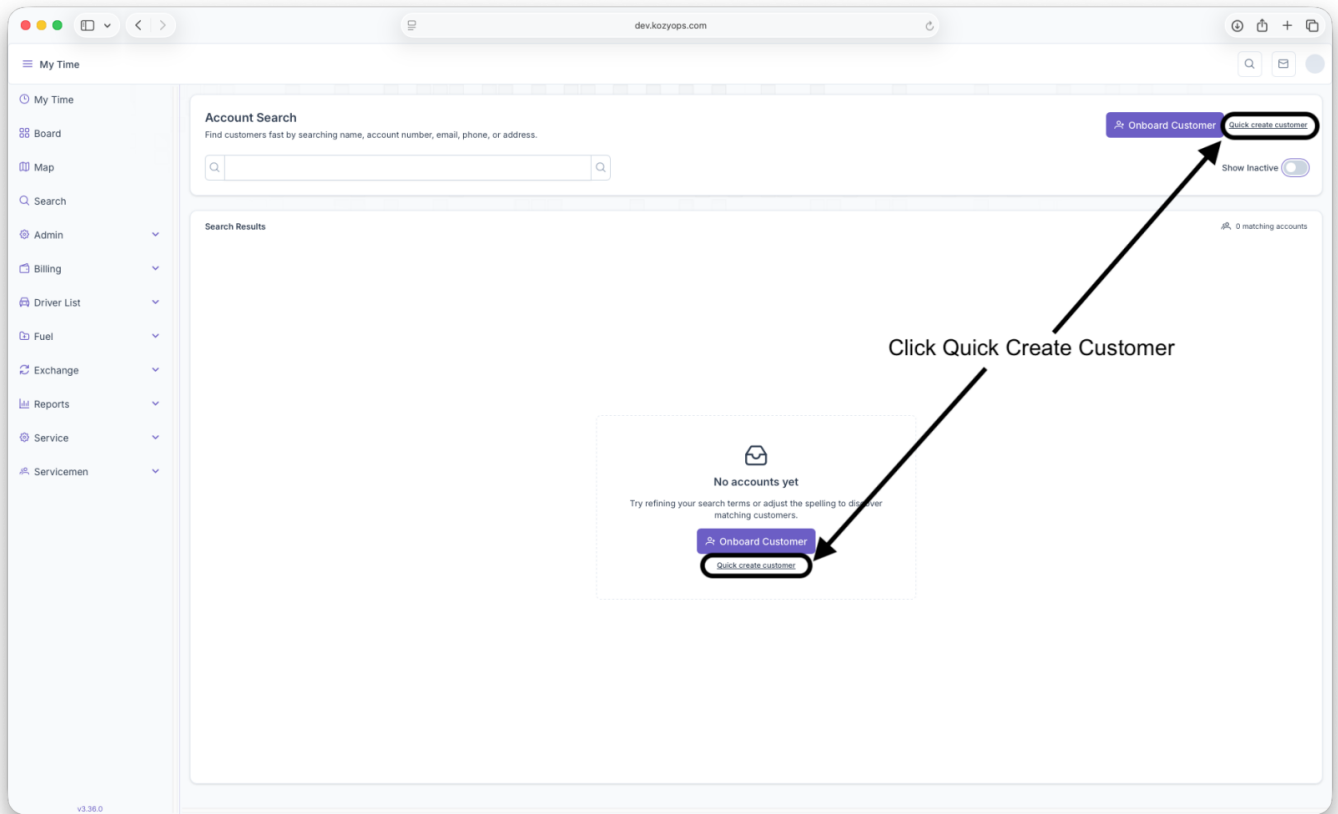 dev.kozyops.com
My Time
My Time
Board
Map
Search
Admin
Billing
Driver List
Fuel
Exchange
Reports
Service
Servicemen
v3.36.0
Account Search
Find customers fast by searching name, account number, email, phone, or address.
Onboard Customer
Quick create customer
Show Inactive
Search Results
0 matching accounts
Click Quick Create Customer
No accounts yet
Try refining your search terms or adjust the spelling to discover
matching customers.
Onboard Customer
Quick create customer